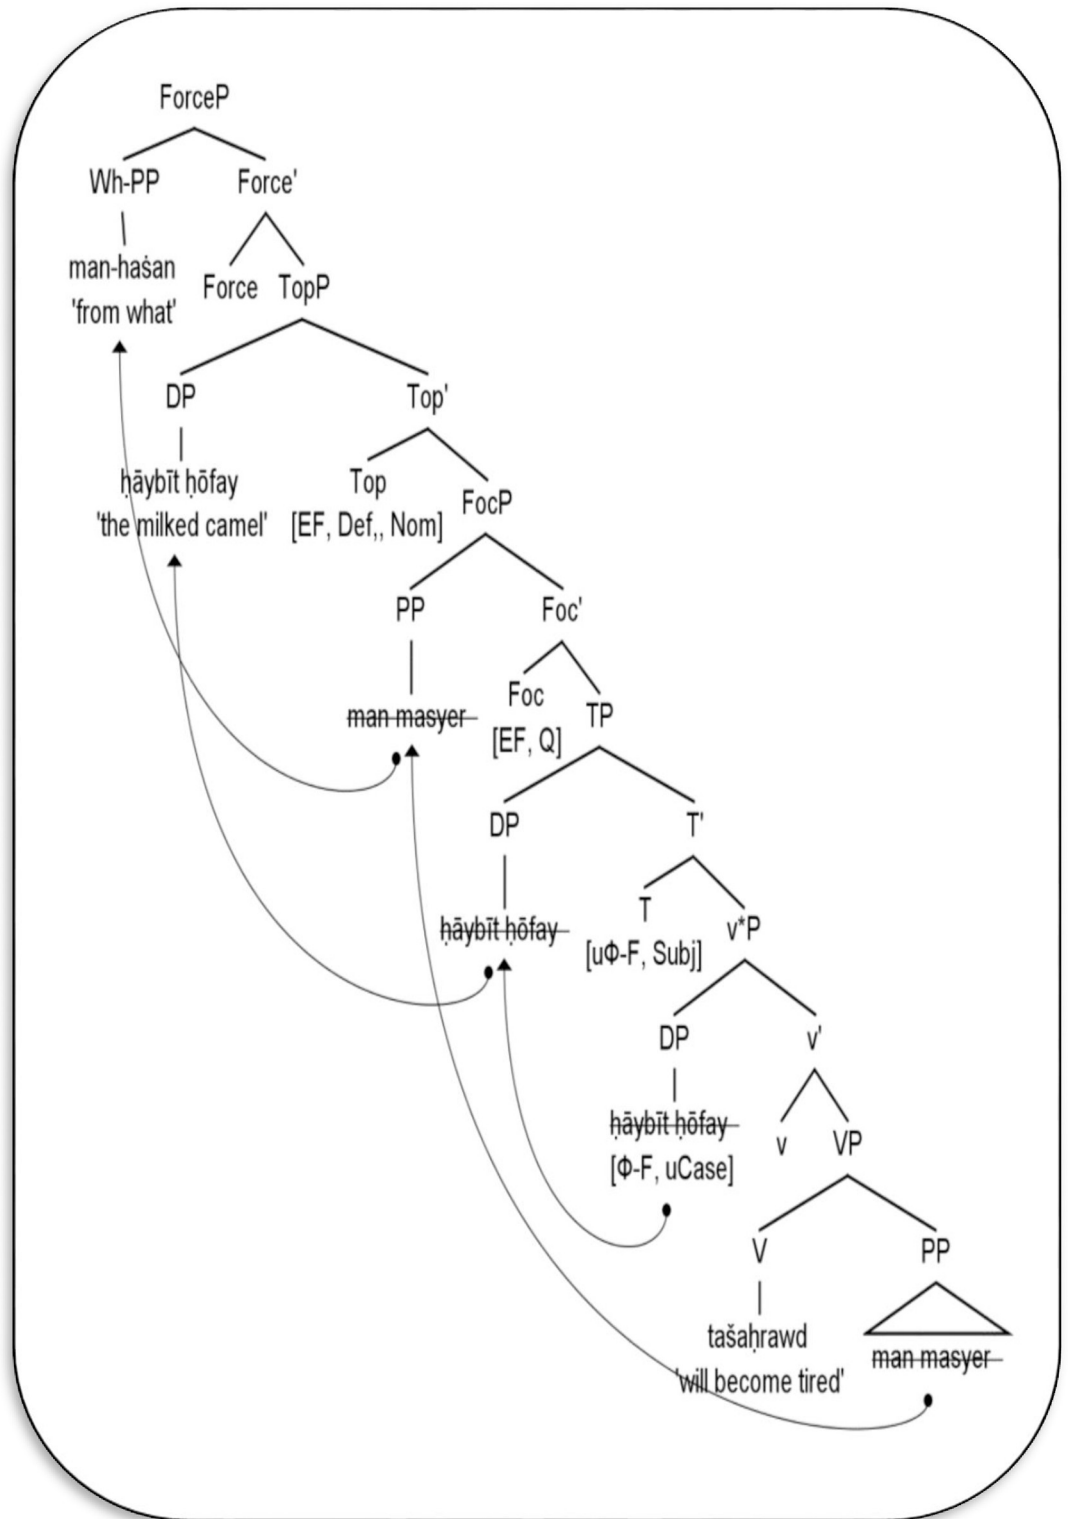 ForceP
Wh-PP Force'
man-haṡan
'from what'
Force TopP
DP Top'
ḥāybīt ḥōfay
'the milked camel'
Top
[EF, Def,, Nom]
FocP
PP Foc'
man masyer
Foc
[EF, Q]
TP
DP T'
ḥāybīt ḥōfay
T
[uΦ-F, Subj]
v*P
DP v'
ḥāybīt ḥōfay
[Φ-F, uCase]
v VP
V PP
tašaḥrawd
'will become tired'
man masyer